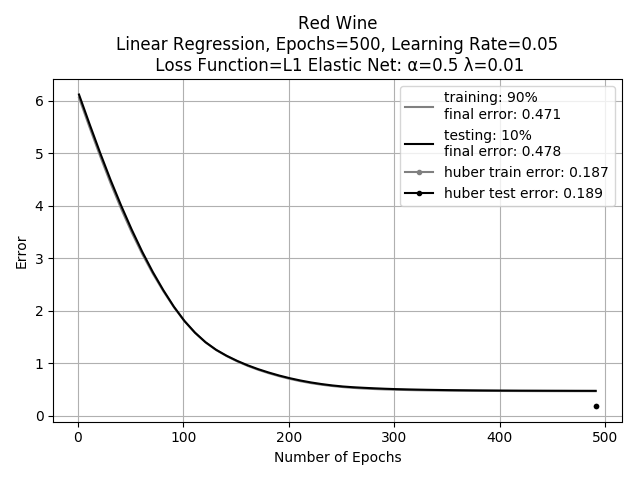 Red Wine
Linear Regression, Epochs=500, Learning Rate=0.05
Loss Function=L1 Elastic Net: α=0.5 λ=0.01
training: 90%
final error: 0.471
testing: 10%
final error: 0.478
huber train error: 0.187
huber test error: 0.189
Error
6
5
4
3
2
1
0
0 100 200 300 400 500
Number of Epochs